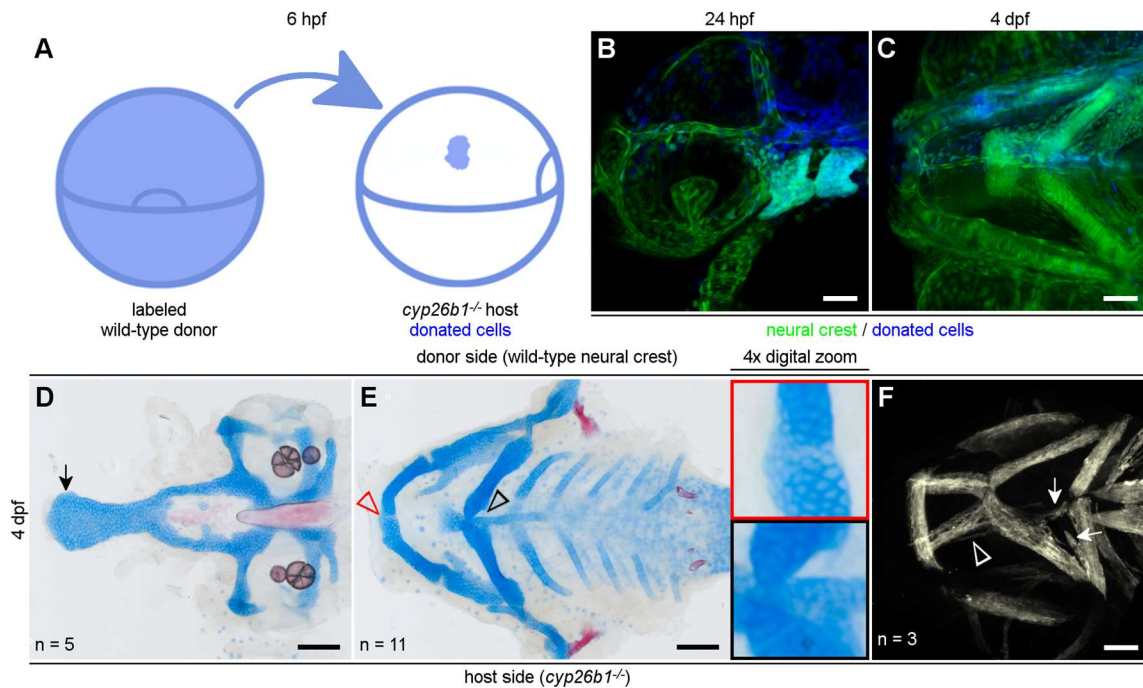 6 hpf
24 hpf
4 dpf
A
B
C
labeled
wild-type donor
cyp26b1-/- host
donated cells
neural crest / donated cells
donor side (wild-type neural crest)
4x digital zoom
D
E
F
4 dpf
n = 5
n = 11
n = 3
host side (cyp26b1-/-)